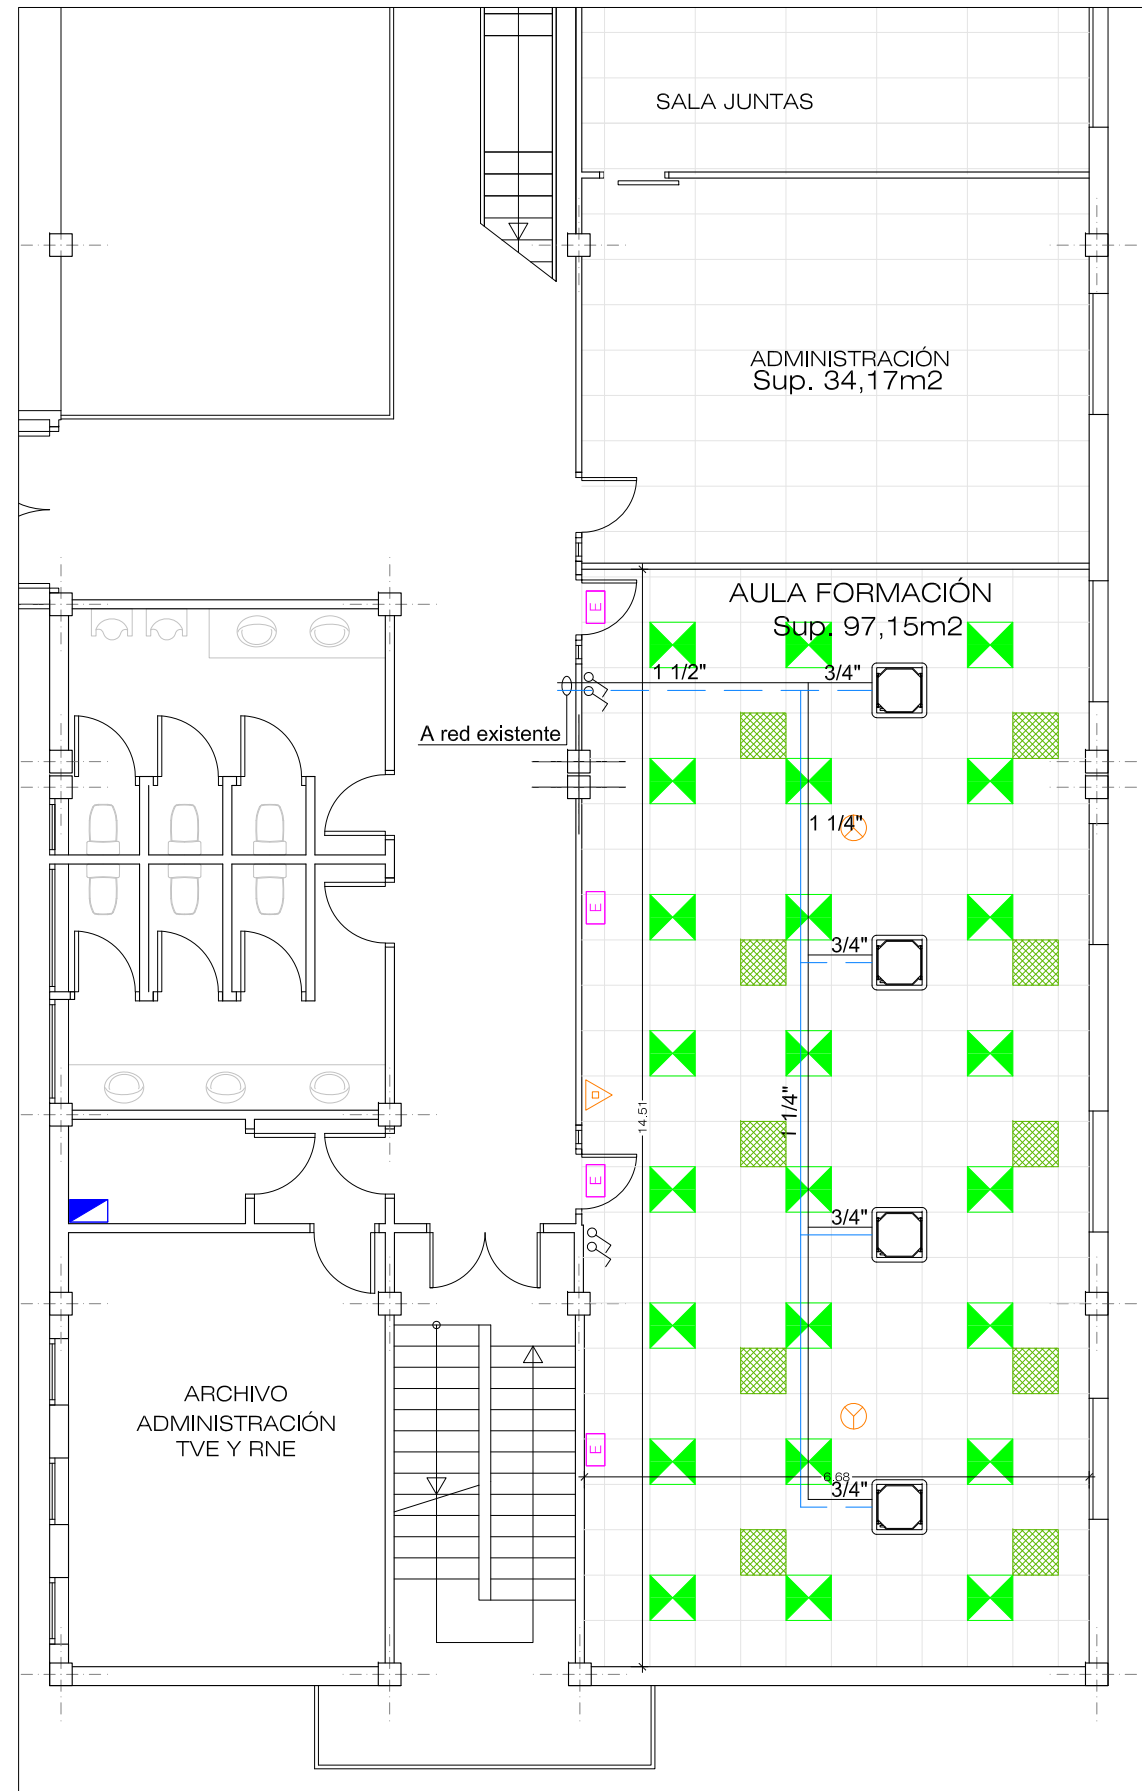 SALA JUNTAS
ADMINISTRACIÓN
Sup. 34,17m2
AULA FORMACIÓN
Sup. 97,15m2
E
1 1/2"
3/4"
A red existente
1 1/4"
E
3/4"
1 1/4"
14.51
E
3/4"
ARCHIVO
ADMINISTRACIÓN
TVE Y RNE
E
6.68
3/4"